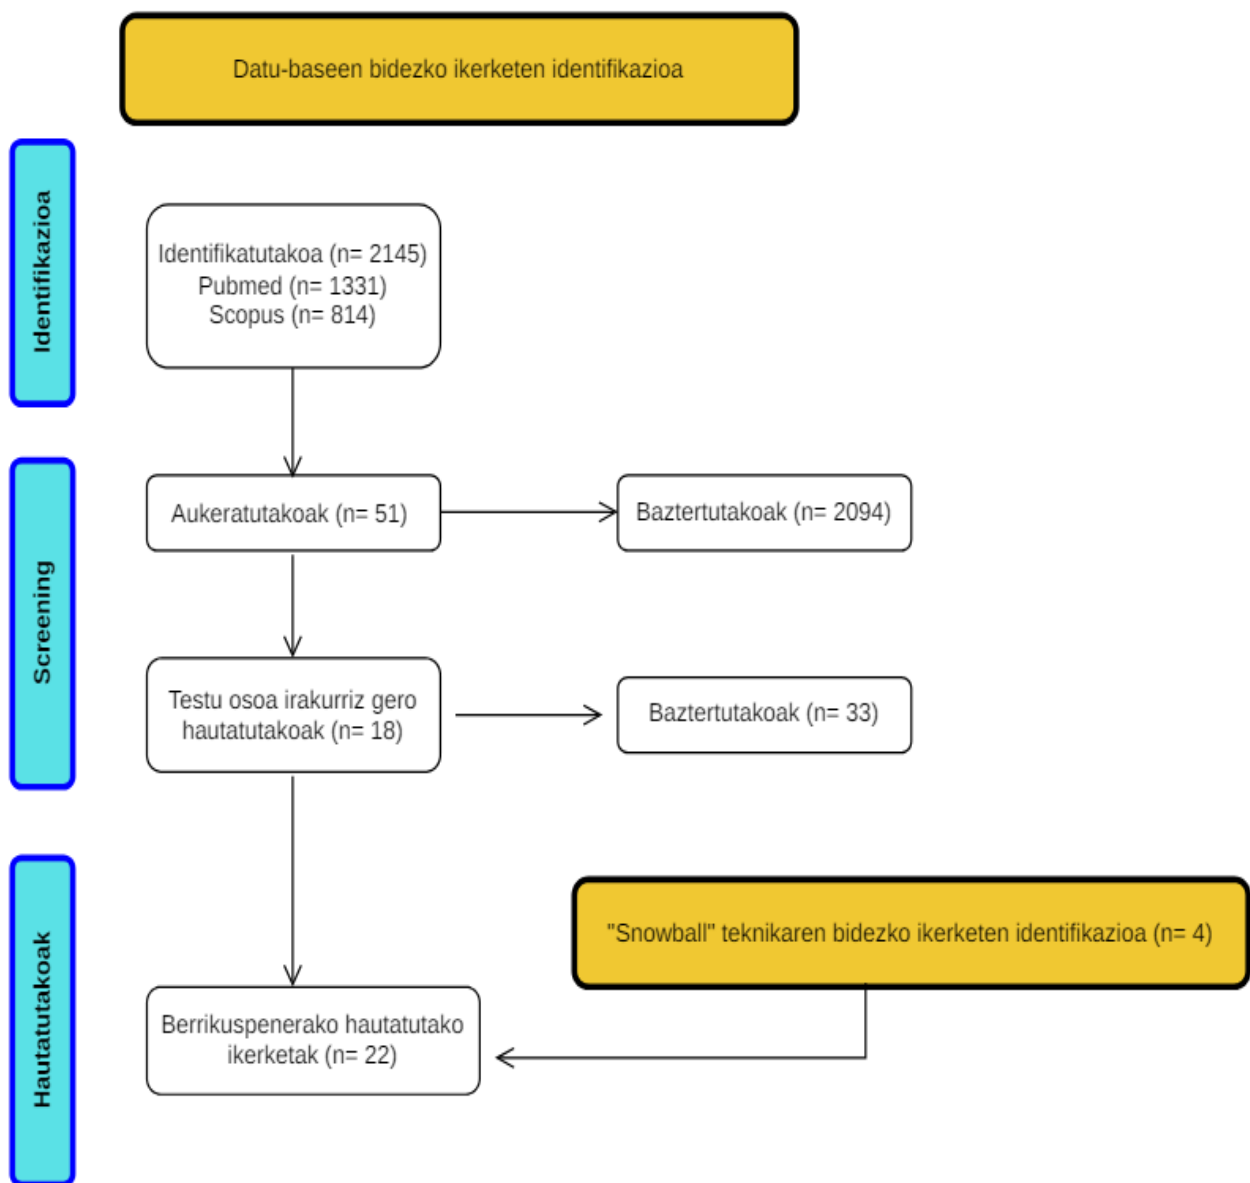 Datu-baseen bidezko ikerketen identifikazioa
Identifikazioa
Identifikatutakoa (n= 2145)
Pubmed (n= 1331)
Scopus (n= 814)
Screening
Aukeratutakoak (n= 51)
Baztertutakoak (n= 2094)
Testu osoa irakurriz gero
hautatutakoak (n= 18)
Baztertutakoak (n= 33)
Hautatutakoak
"Snowball" teknikaren bidezko ikerketen identifikazioa (n= 4)
Berrikuspenerako hautatutako
ikerketak (n= 22)